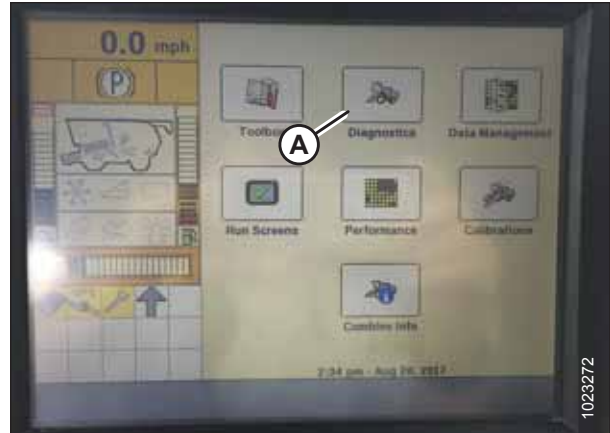 0.0 mph
(P)
Toolbox Diagnostics Data Management
A
Run Screens Performance Calibrations
Combine Info
2:34 pm - Aug 24, 2017
1023272